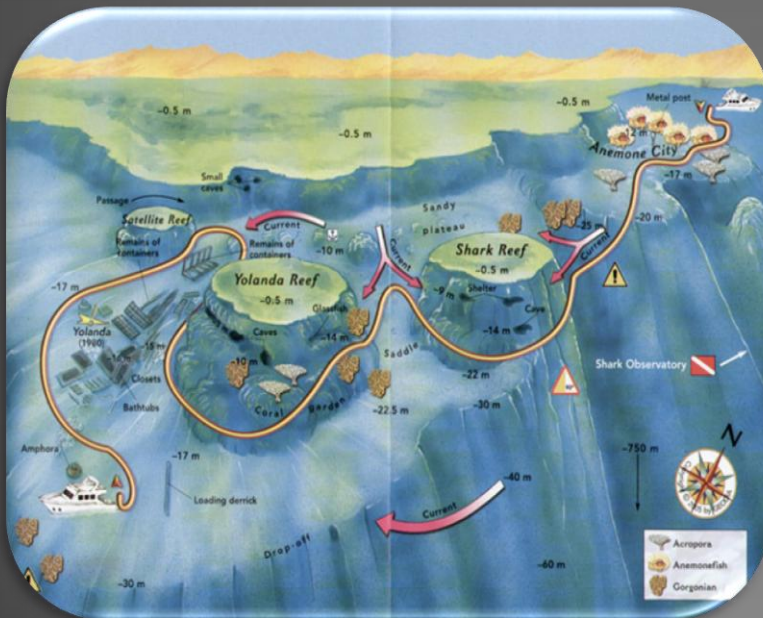 -0.5 m
-0.5 m
-0.5 m
Metal post
-12 m
Anemone City
-17 m
Small
caves
Passage
Satellite Reef
Remains of
containers
Current
Remains of
containers
-10 m
Current
Sandy
plateau
-25 m
Current
-20 m
Shark Reef
-0.5 m
-9 m
Shelter
Cave
-14 m
Yolanda Reef
-0.5 m
Glassfish
Caves
-14 m
-10 m
Coral garden
Saddle
-22 m
-22.5 m
-30 m
-17 m
Yolanda
(1980)
-15 m
Closets
Bathtubs
Amphora
-17 m
Loading derrick
Shark Observatory
-750 m
-40 m
Current
Drop-off
-30 m
-60 m
N
Acropora
Anemonefish
Gorgonian